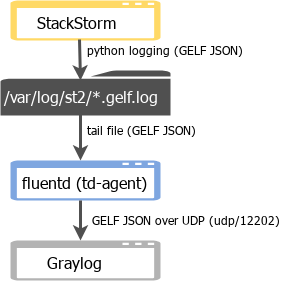 StackStorm
python logging (GELF JSON)
/var/log/st2/*.gelf.log
tail file (GELF JSON)
fluentd (td-agent)
GELF JSON over UDP (udp/12202)
Graylog